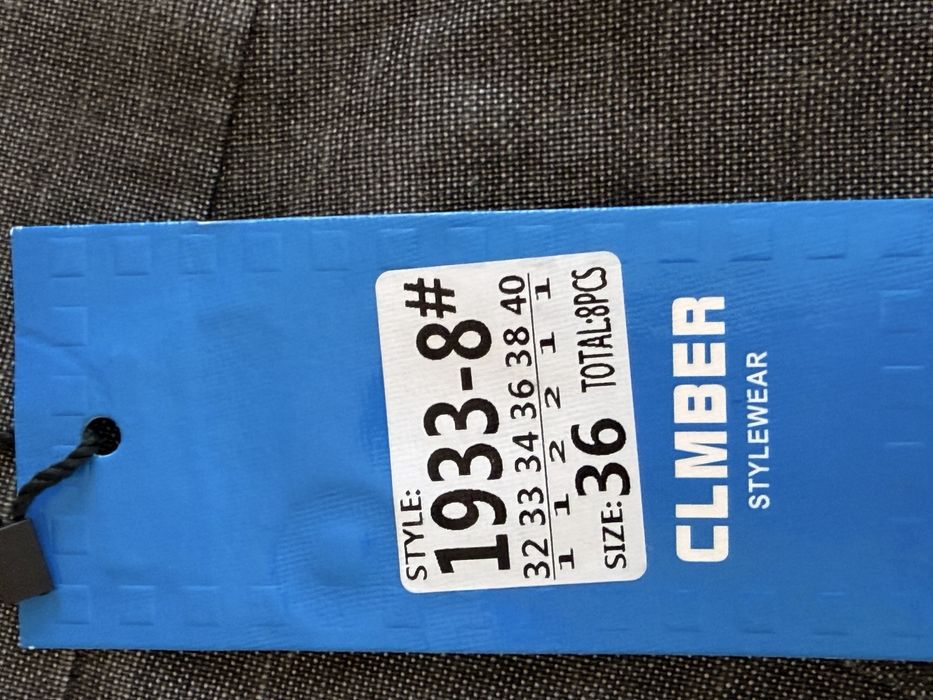 STYLE:
1933-8#
32 33 34 36 38 40
1 1 2 2 1 1
SIZE:36 TOTAL:8PCS
CLMBER
STYLEWEAR